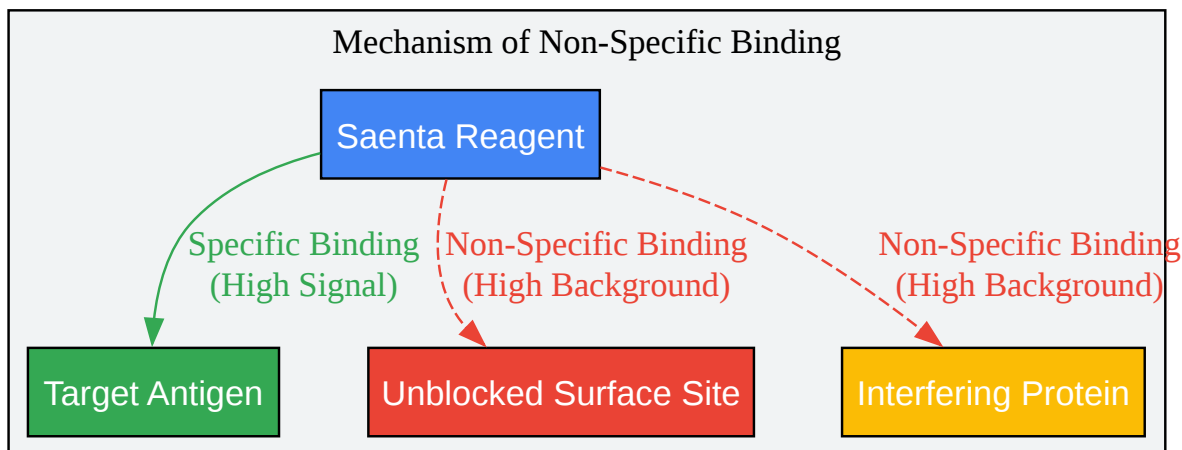 Mechanism of Non-Specific Binding
Saenta Reagent
Specific Binding
(High Signal)
Non-Specific Binding
(High Background)
Non-Specific Binding
(High Background)
Target Antigen
Unblocked Surface Site
Interfering Protein